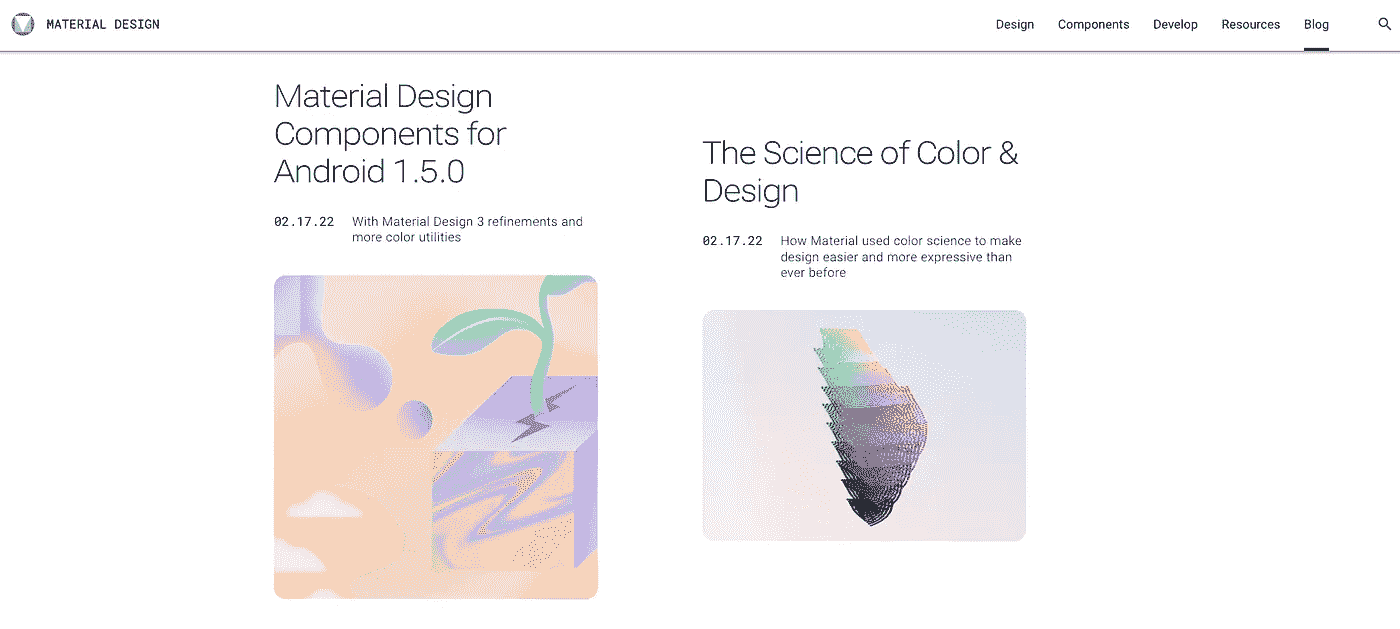 MATERIAL DESIGN
Design
Components
Develop
Resources
Blog
Material Design
Components for
Android 1.5.0
02.17.22
With Material Design 3 refinements and
more color utilities
The Science of Color &
Design
02.17.22
How Material used color science to make
design easier and more expressive than
ever before